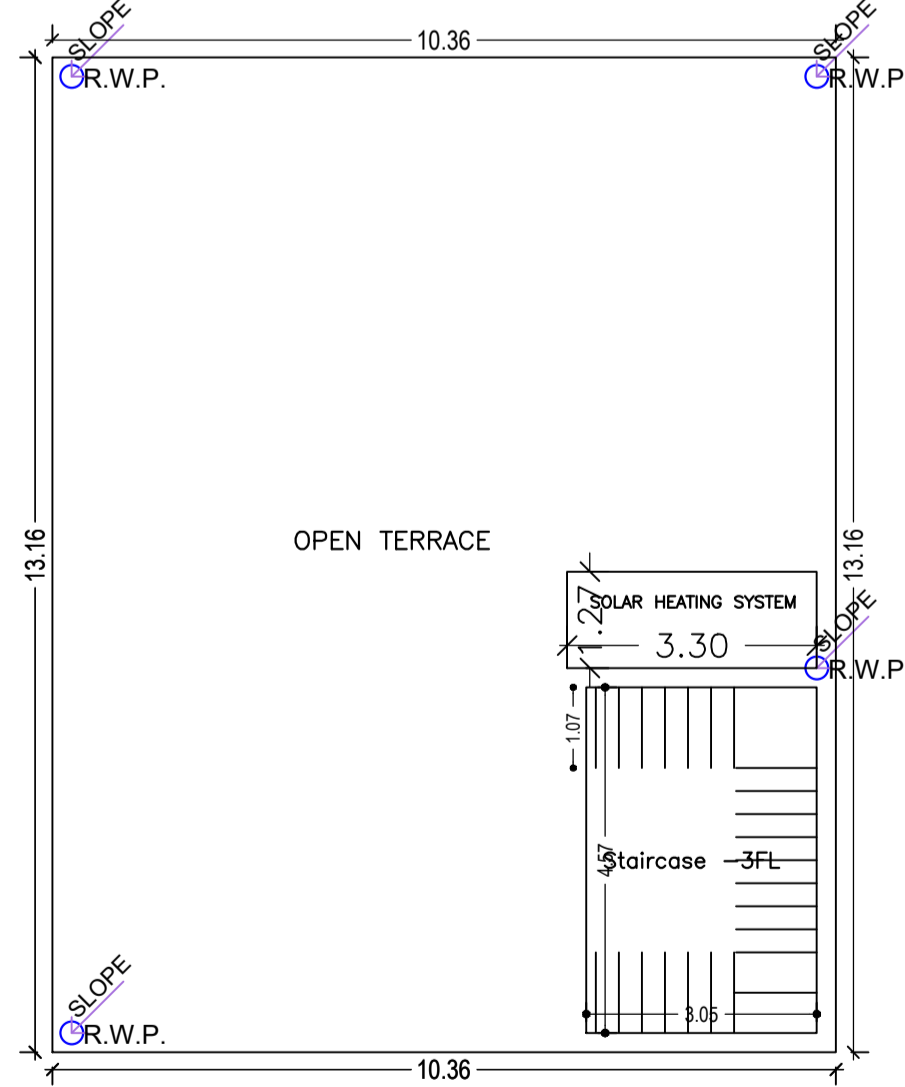 SLOPE
SLOPE
10.36
R.W.P.
R.W.P
13.16
13.16
OPEN TERRACE
1.27
SOLAR HEATING SYSTEM
3.30
SLOPE
R.W.P
1.07
4.57
Staircase -3FL
SLOPE
3.05
R.W.P.
10.36